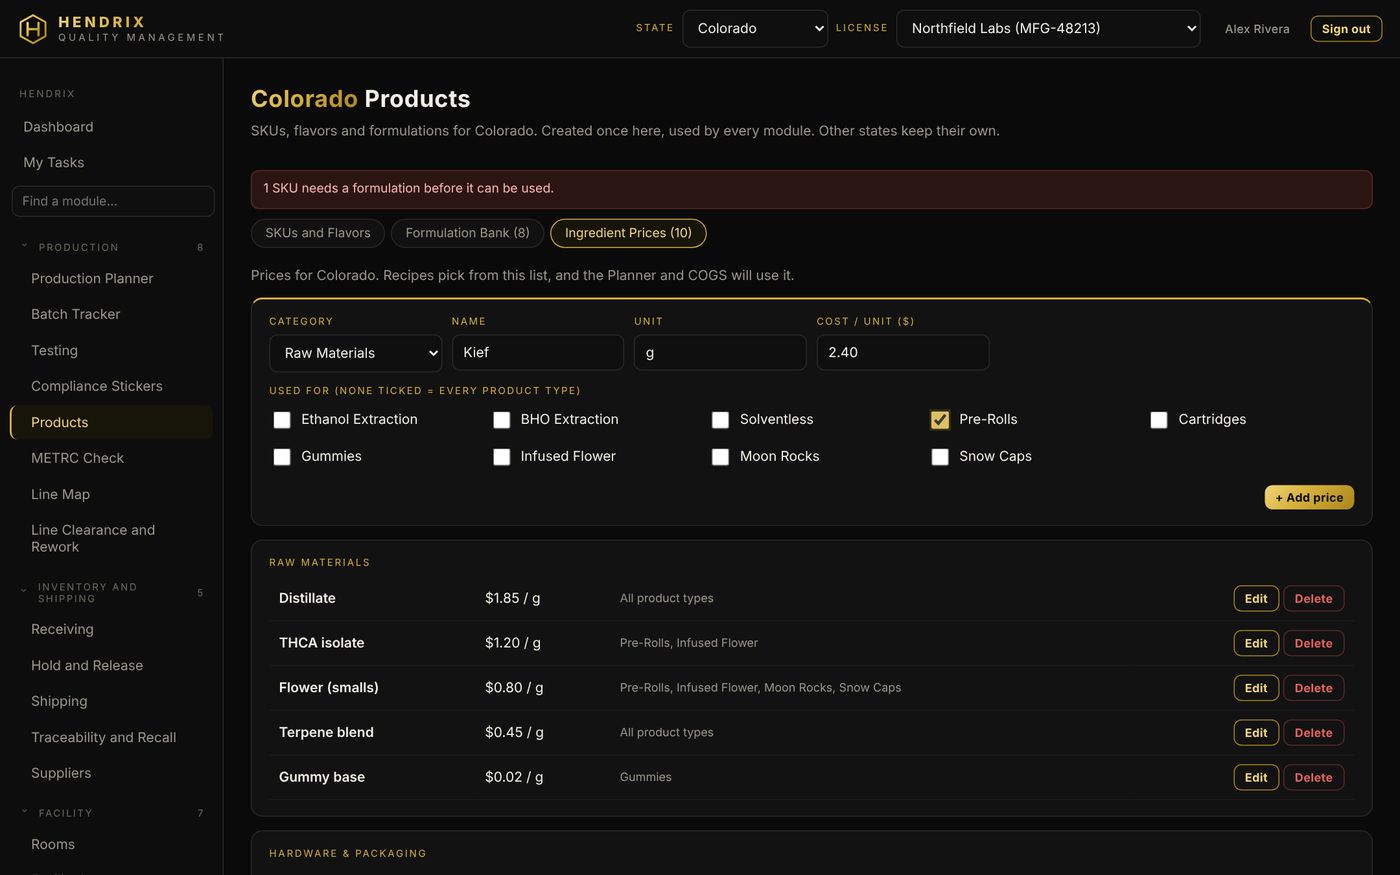 HENDRIX
QUALITY MANAGEMENT
STATE
Colorado
LICENSE
Northfield Labs (MFG-48213)
Alex Rivera
Sign out
HENDRIX
Dashboard
My Tasks
Find a module...
PRODUCTION 8
Production Planner
Batch Tracker
Testing
Compliance Stickers
Products
METRC Check
Line Map
Line Clearance and
Rework
INVENTORY AND
SHIPPING 5
Receiving
Hold and Release
Shipping
Traceability and Recall
Suppliers
FACILITY 7
Rooms
Colorado Products
SKUs, flavors and formulations for Colorado. Created once here, used by every module. Other states keep their own.
1 SKU needs a formulation before it can be used.
SKUs and Flavors
Formulation Bank (8)
Ingredient Prices (10)
Prices for Colorado. Recipes pick from this list, and the Planner and COGS will use it.
CATEGORY NAME UNIT COST / UNIT ($)
Raw Materials Kief g 2.40
USED FOR (NONE TICKED = EVERY PRODUCT TYPE)
Ethanol Extraction BHO Extraction Solventless Pre-Rolls Cartridges
Gummies Infused Flower Moon Rocks Snow Caps
+ Add price
RAW MATERIALS
Distillate $1.85 / g All product types Edit Delete
THCA isolate $1.20 / g Pre-Rolls, Infused Flower Edit Delete
Flower (smalls) $0.80 / g Pre-Rolls, Infused Flower, Moon Rocks, Snow Caps Edit Delete
Terpene blend $0.45 / g All product types Edit Delete
Gummy base $0.02 / g Gummies Edit Delete
HARDWARE & PACKAGING